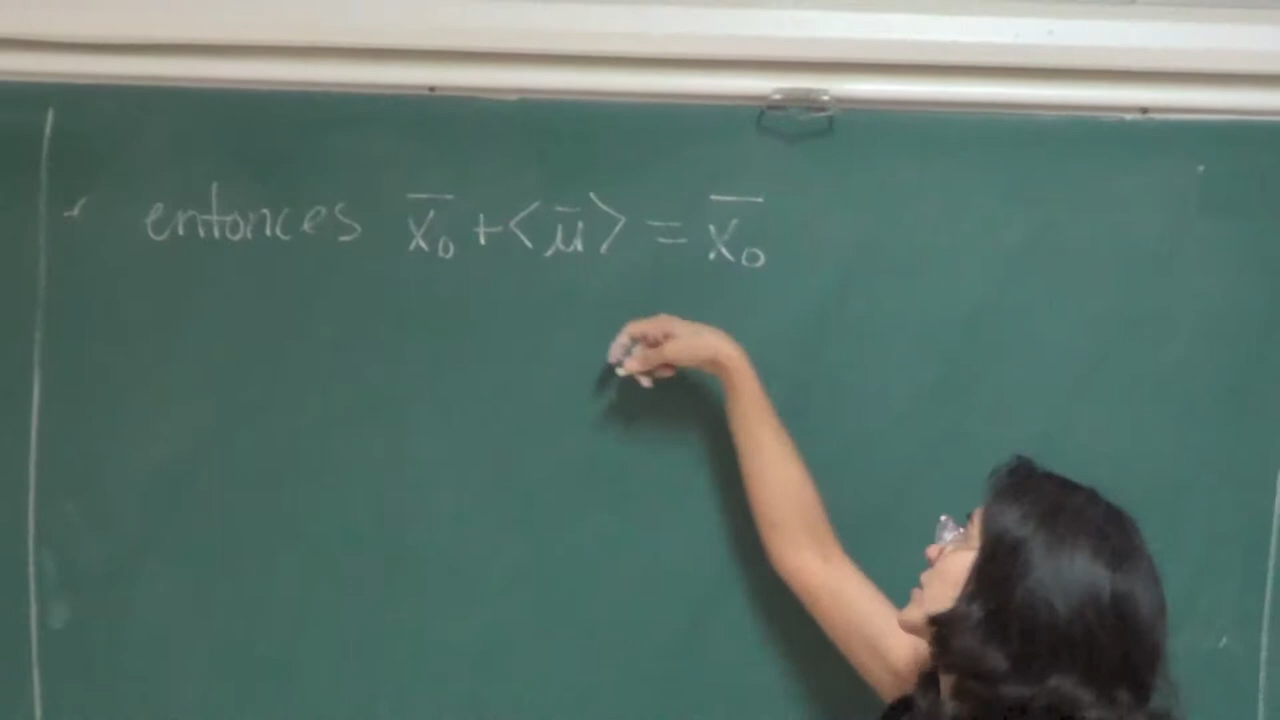 entonces x̅₀ + <ū> = x̅₀